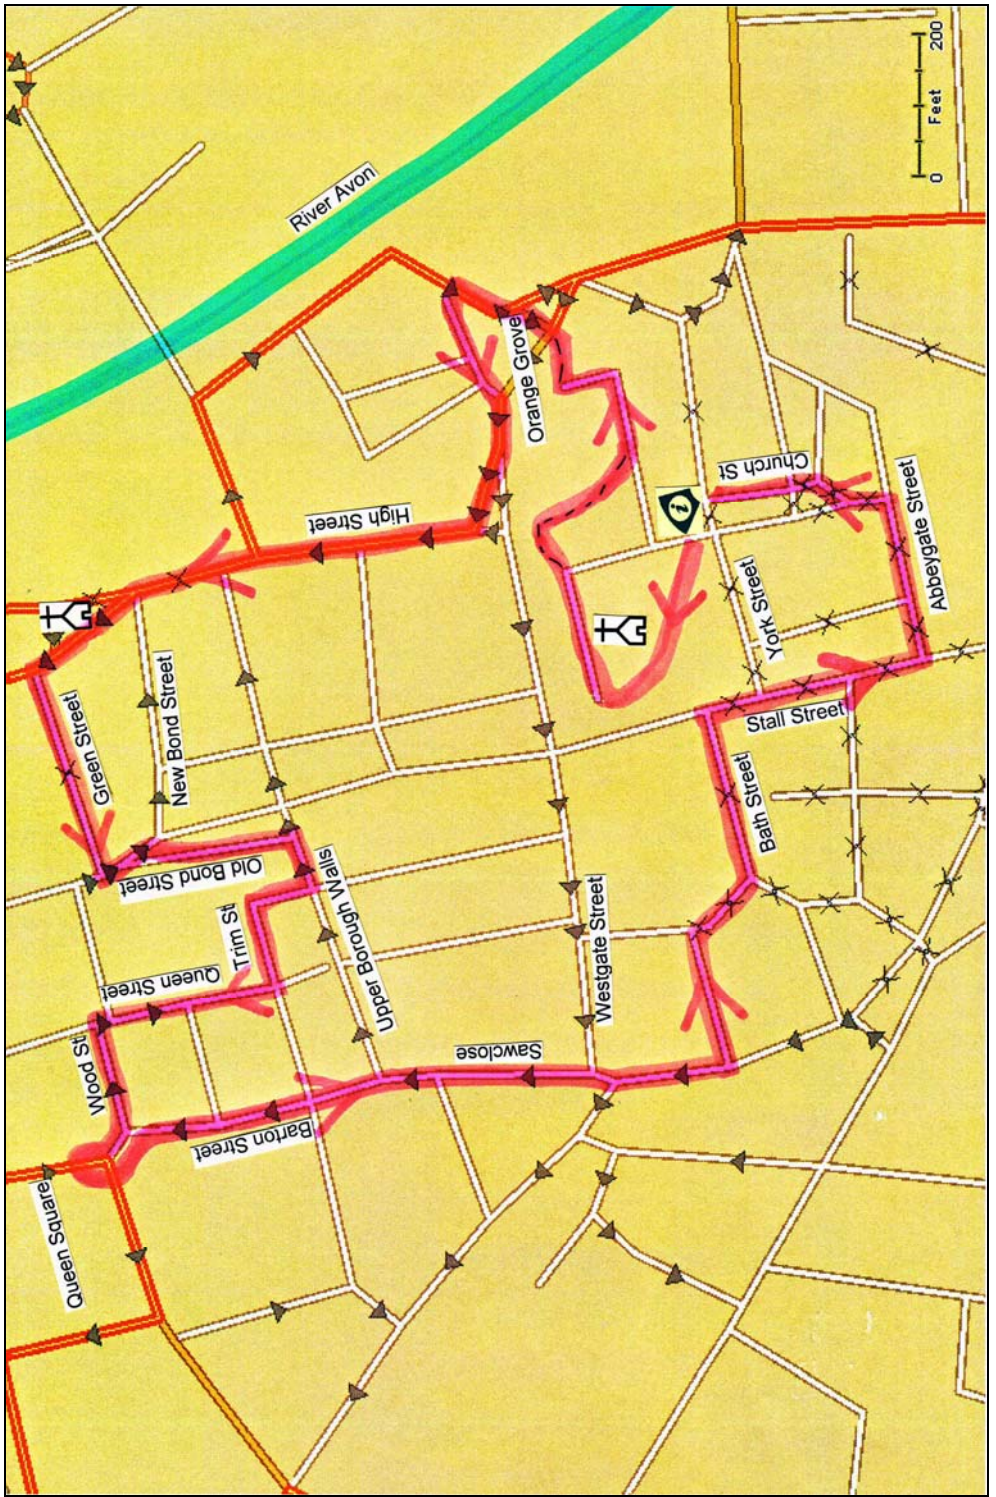 River Avon
0 Feet 200
Orange Grove
High Street
Church St
Abbeygate Street
York Street
Stall Street
Green Street
New Bond Street
Old Bond Street
Bath Street
Trim St
Upper Borough Walls
Westgate Street
Queen Street
Wood St
Sawclose
Barton Street
Queen Square
i